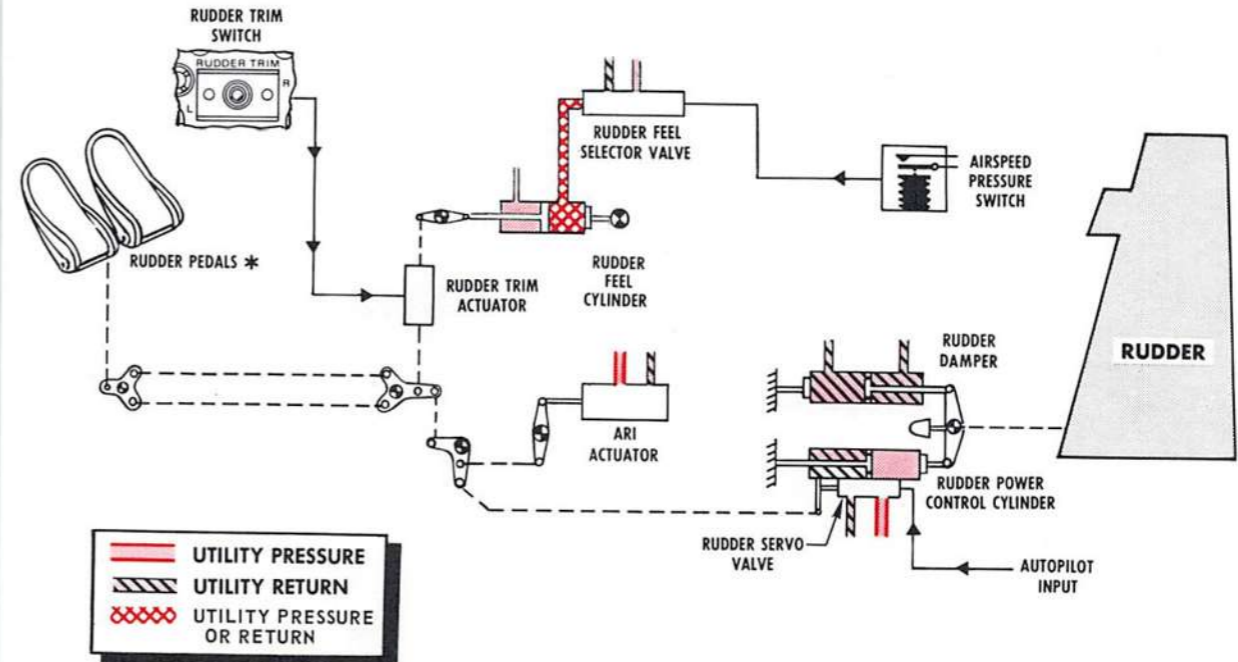 RUDDER TRIM
SWITCH
RUDDER TRIM
L
R
RUDDER PEDALS *
RUDDER FEEL
SELECTOR VALVE
AIRSPEED
PRESSURE
SWITCH
RUDDER TRIM
ACTUATOR
RUDDER
FEEL
CYLINDER
RUDDER
DAMPER
RUDDER
ARI
ACTUATOR
RUDDER POWER
CONTROL CYLINDER
RUDDER SERVO
VALVE
AUTOPILOT
INPUT
UTILITY PRESSURE
UTILITY RETURN
UTILITY PRESSURE
OR RETURN